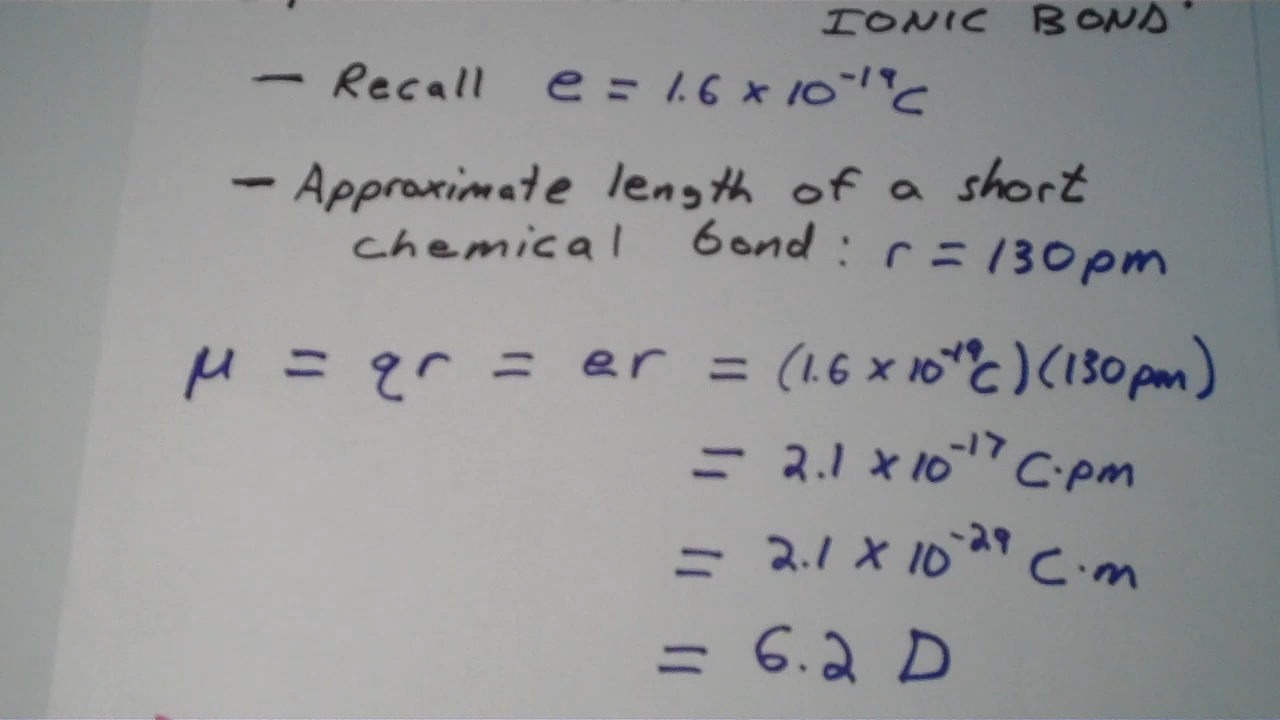 IONIC BOND
— Recall e = 1.6 × 10⁻¹⁹C
— Approximate length of a short
chemical bond : r = 130pm
μ = qr = er = (1.6 × 10⁻¹⁹C)(130pm)
= 2.1 × 10⁻¹⁷ C·pm
= 2.1 × 10⁻²⁹ C·m
= 6.2 D